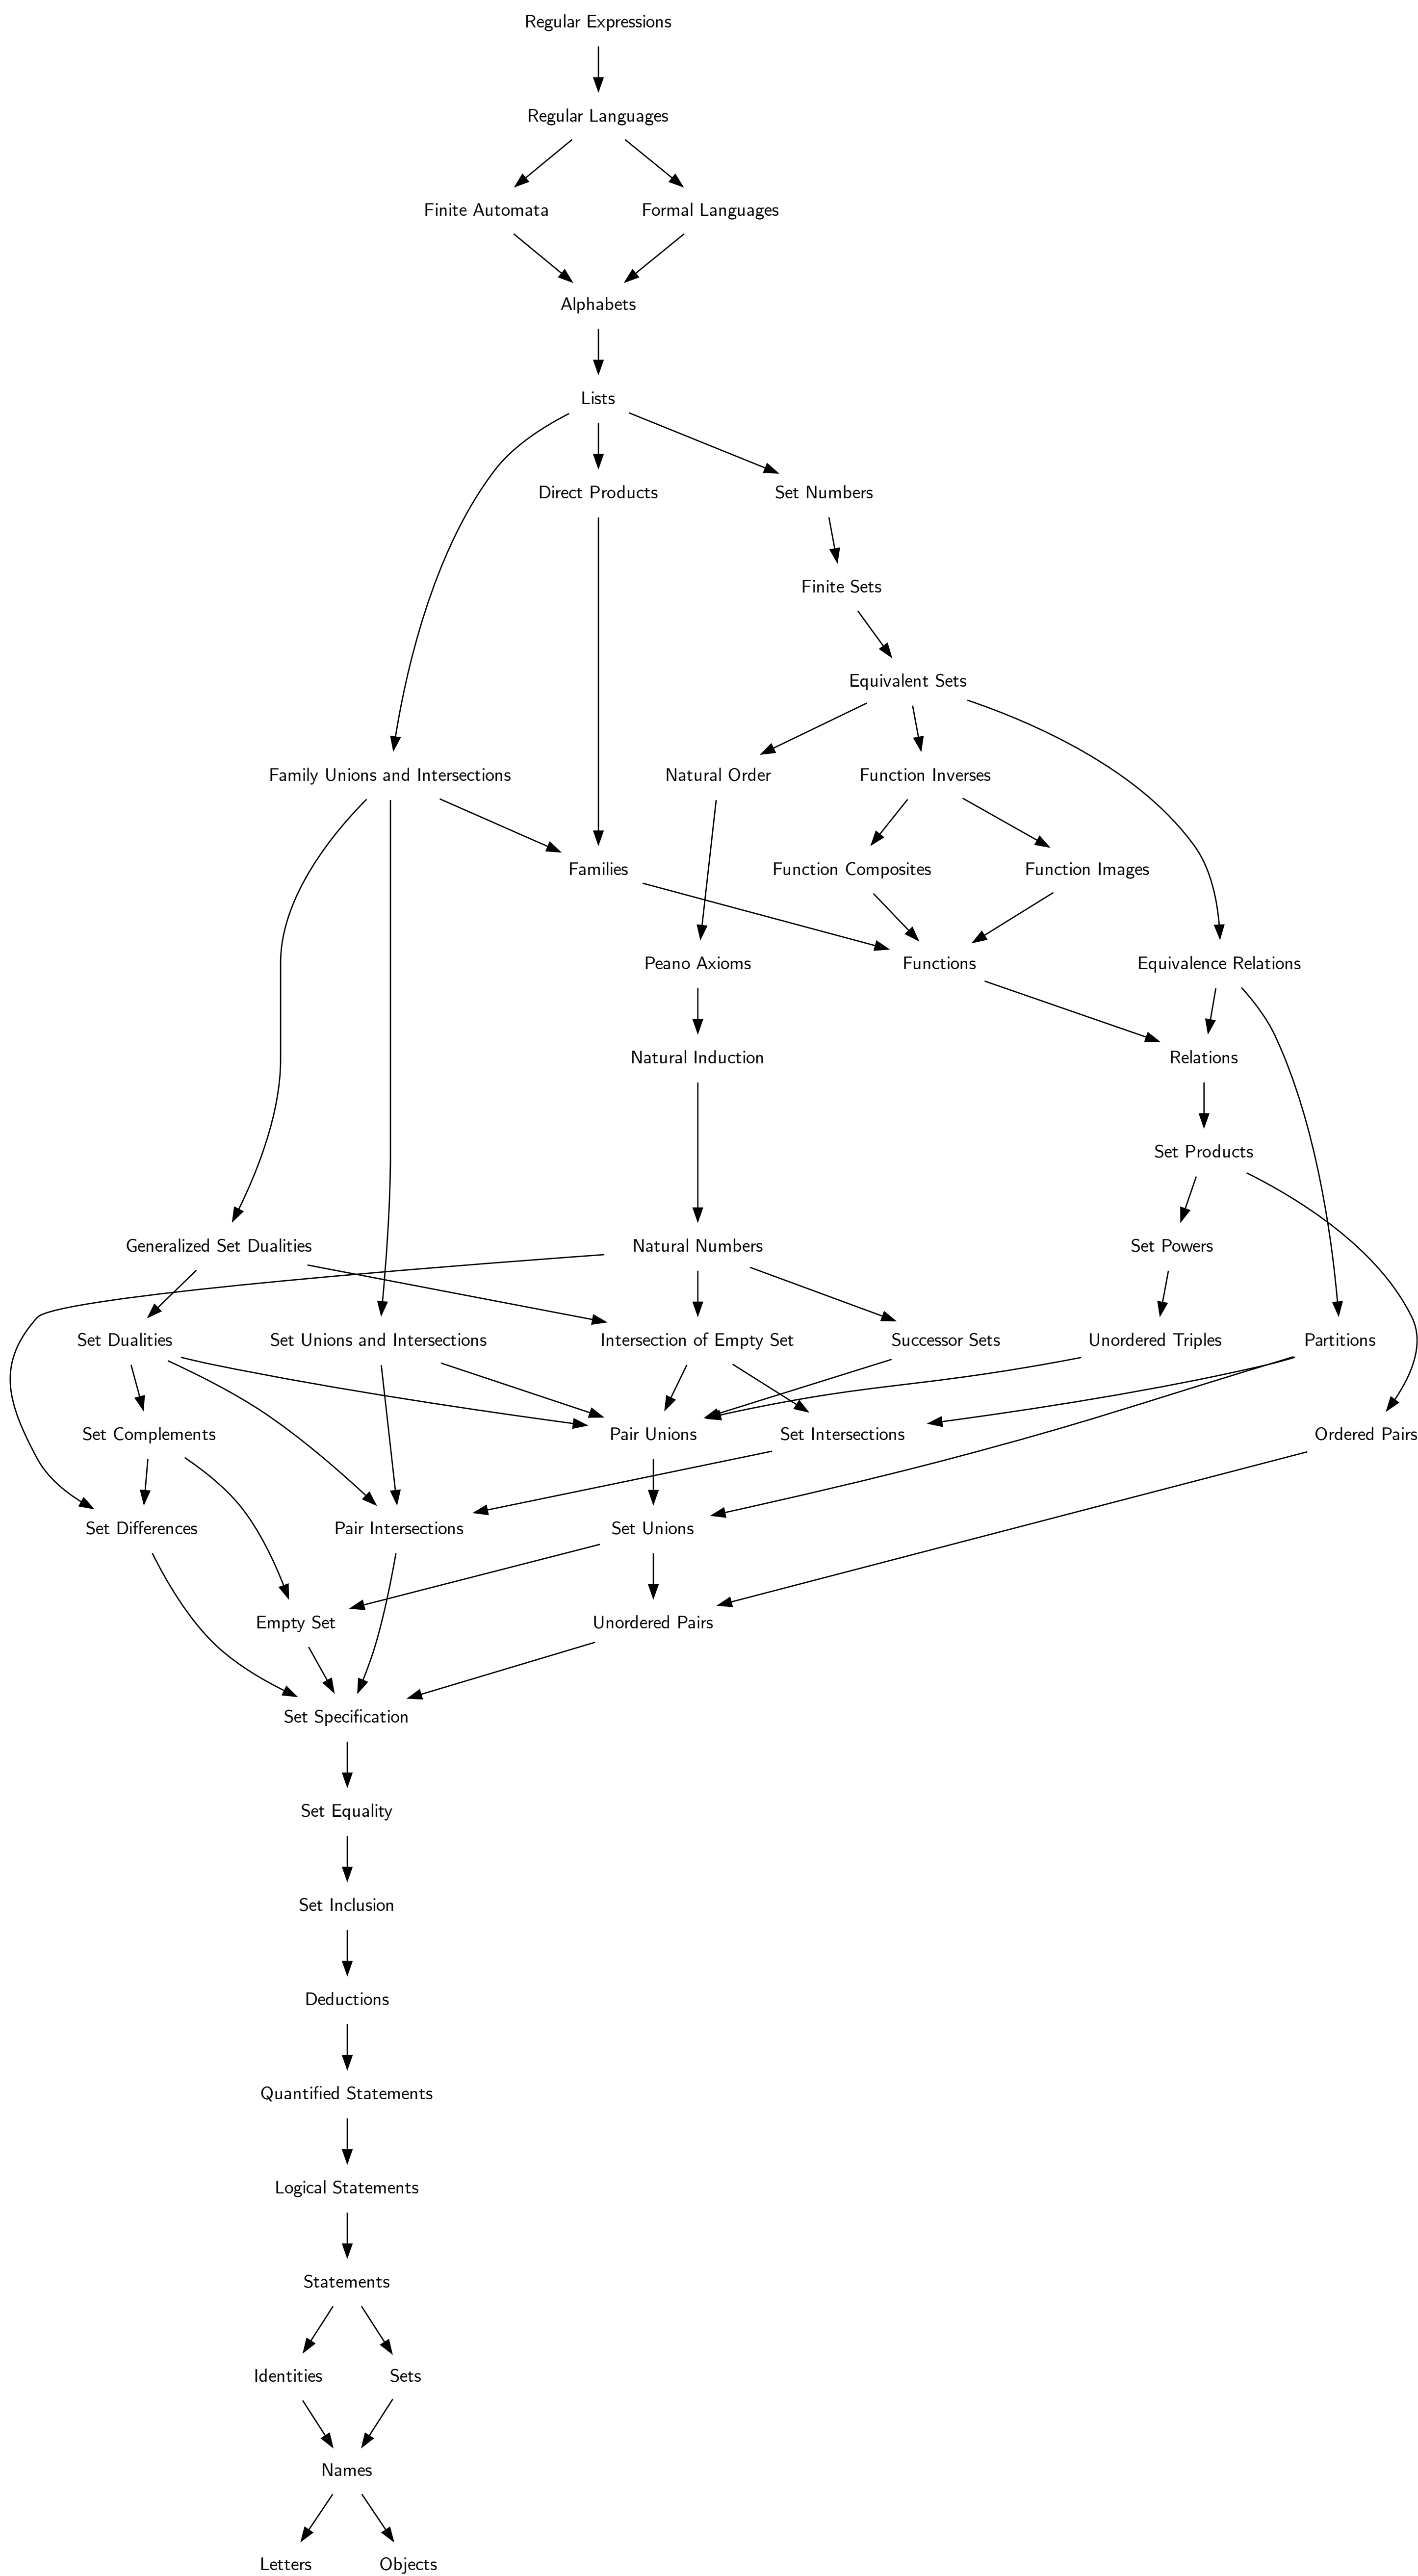 Regular Expressions
Regular Languages
Finite Automata
Formal Languages
Alphabets
Lists
Direct Products
Set Numbers
Finite Sets
Equivalent Sets
Family Unions and Intersections
Natural Order
Function Inverses
Families
Function Composites
Function Images
Peano Axioms
Functions
Equivalence Relations
Natural Induction
Relations
Set Products
Generalized Set Dualities
Natural Numbers
Set Powers
Set Dualities
Set Unions and Intersections
Intersection of Empty Set
Successor Sets
Unordered Triples
Partitions
Set Complements
Pair Unions
Set Intersections
Ordered Pairs
Set Differences
Pair Intersections
Set Unions
Empty Set
Unordered Pairs
Set Specification
Set Equality
Set Inclusion
Deductions
Quantified Statements
Logical Statements
Statements
Identities
Sets
Names
Letters
Objects